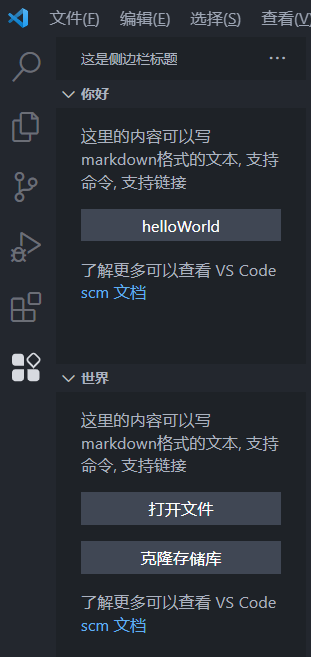 文件(F) 编辑(E) 选择(S) 查看(V
这是侧边栏标题
你好
这里的内容可以写
markdown格式的文本, 支持
命令, 支持链接
helloWorld
了解更多可以查看 VS Code
scm 文档
世界
这里的内容可以写
markdown格式的文本, 支持
命令, 支持链接
打开文件
克隆存储库
了解更多可以查看 VS Code
scm 文档